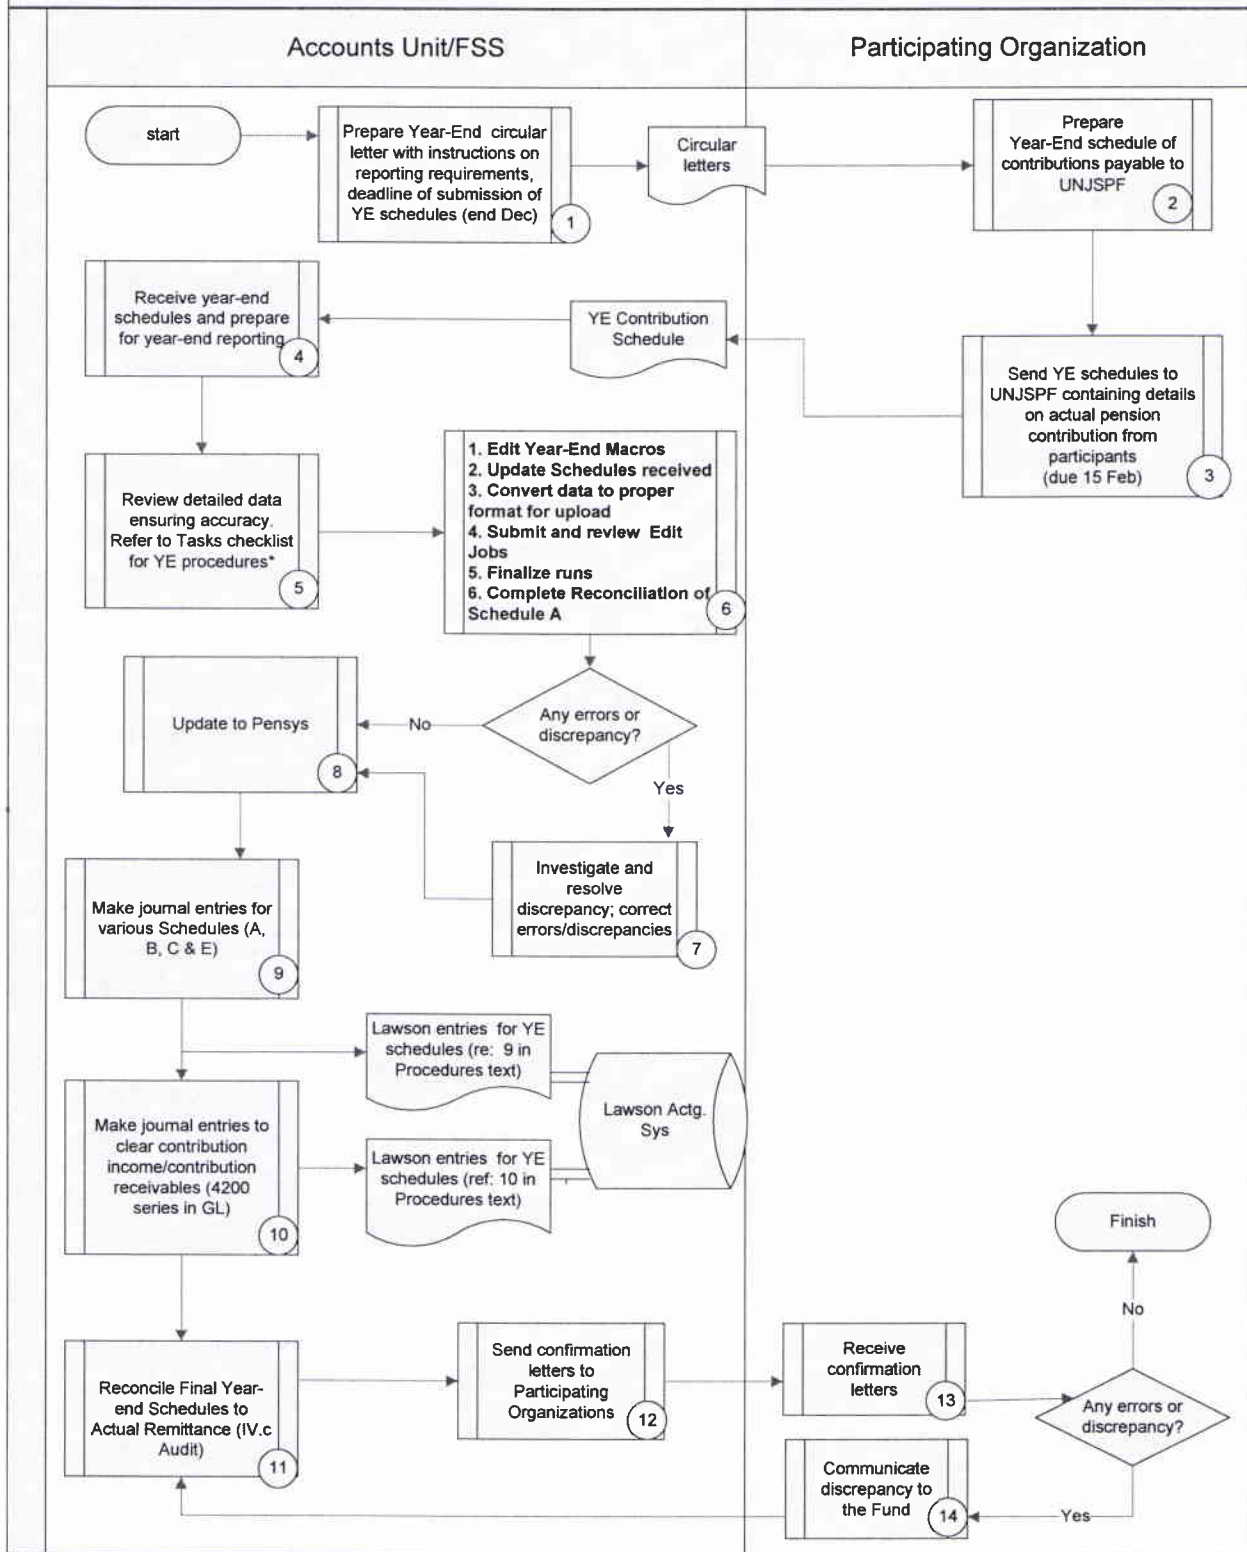 Accounts Unit/FSS
Participating Organization
start
Prepare Year-End circular
letter with instructions on
reporting requirements,
deadline of submission of
YE schedules (end Dec)
1
Circular
letters
Prepare
Year-End schedule of
contributions payable to
UNJSPF
2
Receive year-end
schedules and prepare
for year-end reporting
4
YE Contribution
Schedule
Send YE schedules to
UNJSPF containing details
on actual pension
contribution from
participants
(due 15 Feb)
3
Review detailed data
ensuring accuracy.
Refer to Tasks checklist
for YE procedures*
5
1. Edit Year-End Macros
2. Update Schedules received
3. Convert data to proper
format for upload
4. Submit and review Edit
Jobs
5. Finalize runs
6. Complete Reconciliation of
Schedule A
6
Update to Pensys
8
No
Any errors or
discrepancy?
Yes
Investigate and
resolve
discrepancy; correct
errors/discrepancies
7
Make journal entries for
various Schedules (A,
B, C & E)
9
Lawson entries for YE
schedules (re: 9 in
Procedures text)
Lawson Actg.
Sys
Make journal entries to
clear contribution
income/contribution
receivables (4200
series in GL)
10
Lawson entries for YE
schedules (ref: 10 in
Procedures text)
Finish
No
Reconcile Final Year-
end Schedules to
Actual Remittance (IV.c
Audit)
11
Send confirmation
letters to
Participating
Organizations
12
Receive
confirmation
letters
13
Any errors or
discrepancy?
Communicate
discrepancy to
the Fund
14
Yes